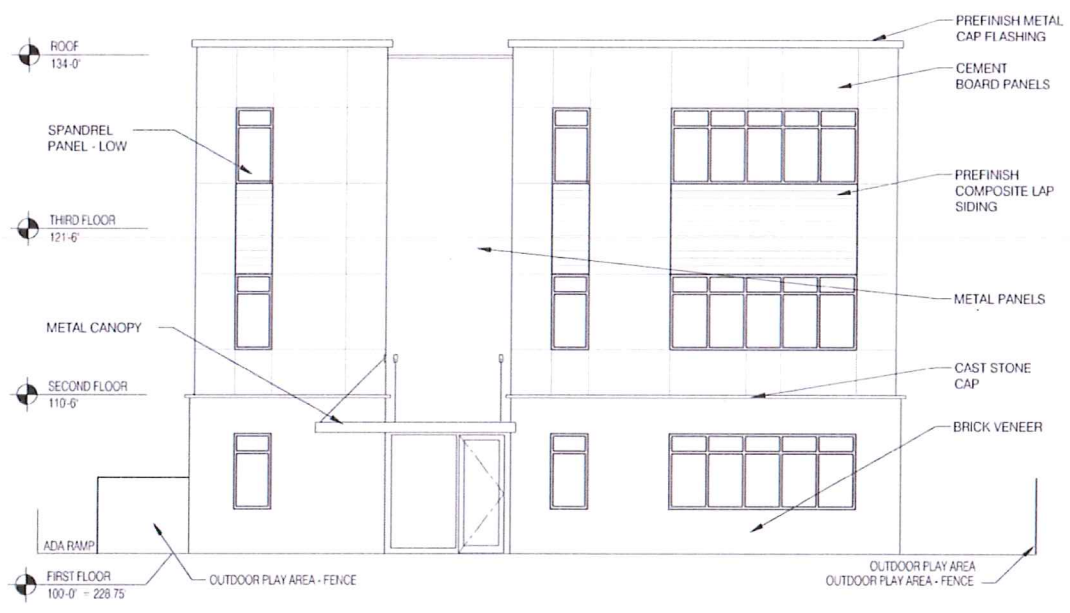 PREFINISH METAL
CAP FLASHING
ROOF
134-0'
CEMENT
BOARD PANELS
SPANDREL
PANEL - LOW
PREFINISH
COMPOSITE LAP
SIDING
THIRD FLOOR
121-6'
METAL PANELS
METAL CANOPY
CAST STONE
CAP
SECOND FLOOR
110-6'
BRICK VENEER
ADA RAMP
OUTDOOR PLAY AREA
OUTDOOR PLAY AREA - FENCE
OUTDOOR PLAY AREA - FENCE
FIRST FLOOR
100-0' = 228.75'